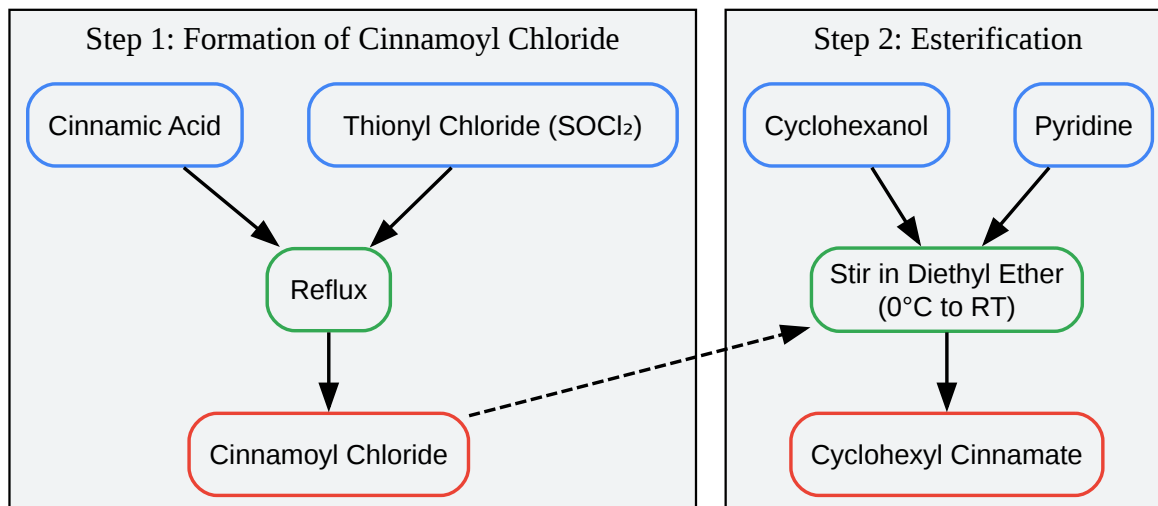 Step 1: Formation of Cinnamoyl Chloride
Cinnamic Acid
Thionyl Chloride (SOCl₂)
Reflux
Cinnamoyl Chloride
Step 2: Esterification
Cyclohexanol
Pyridine
Stir in Diethyl Ether
(0°C to RT)
Cyclohexyl Cinnamate